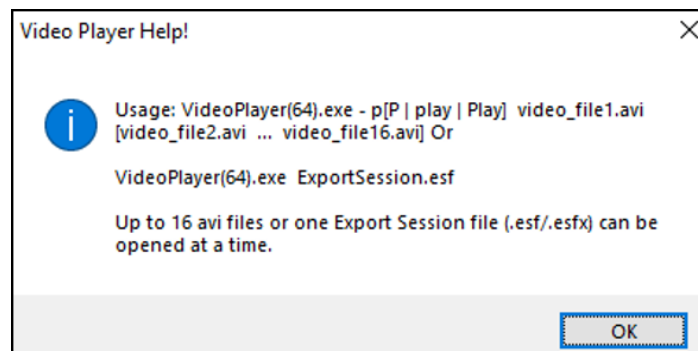 Video Player Help!
Usage: VideoPlayer(64).exe - p[P | play | Play]  video_file1.avi
[video_file2.avi  ...  video_file16.avi] Or
VideoPlayer(64).exe  ExportSession.esf
Up to 16 avi files or one Export Session file (.esf/.esfx) can be
opened at a time.
OK